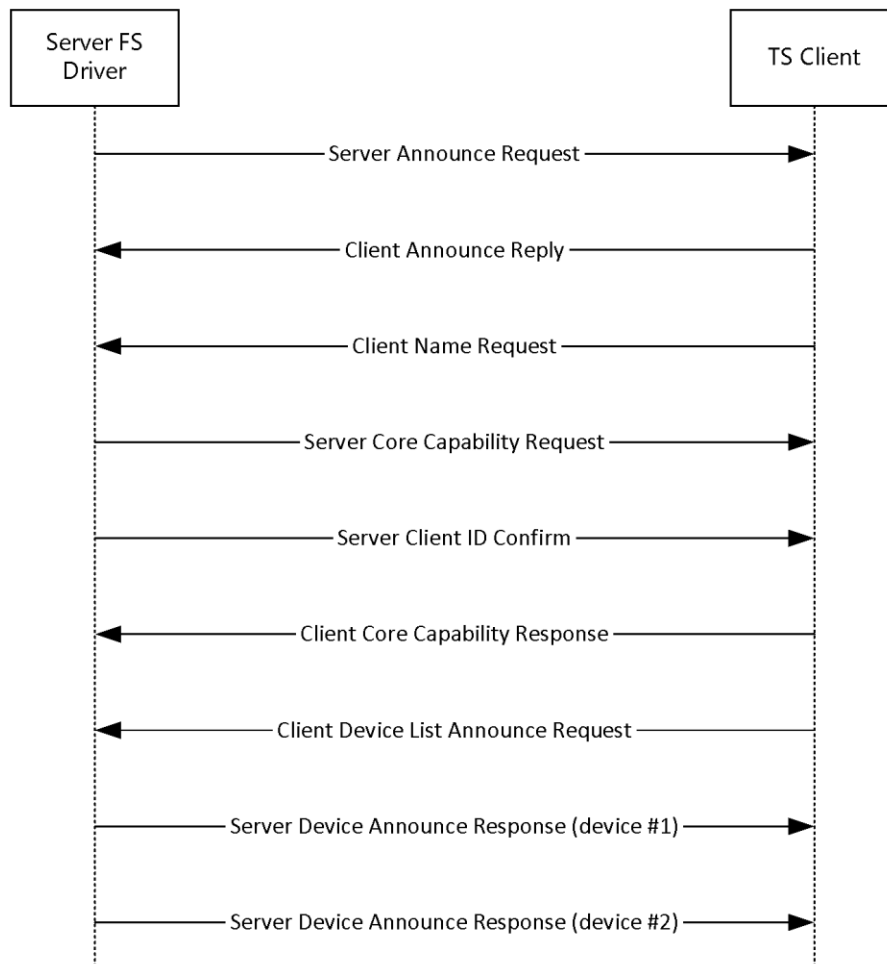 Server FS
Driver
TS Client
Server Announce Request
Client Announce Reply
Client Name Request
Server Core Capability Request
Server Client ID Confirm
Client Core Capability Response
Client Device List Announce Request
Server Device Announce Response (device #1)
Server Device Announce Response (device #2)